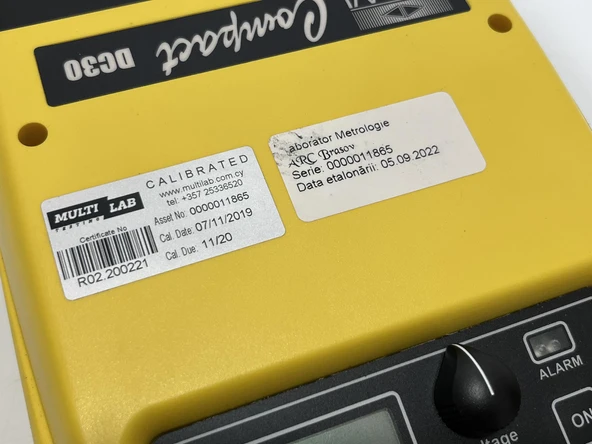 Compact
DC30
MULTI LAB
TESTING
CALIBRATED
www.multilab.com.cy
tel: +357 25336520
Certificate No
R02.200221
Asset No: 0000011865
Cal. Date: 07/11/2019
Cal. Due: 11/20
aborator Metrologie
ARC Brasov
Serie: 0000011865
Data etalonării: 05.09.2022
ALARM
ON